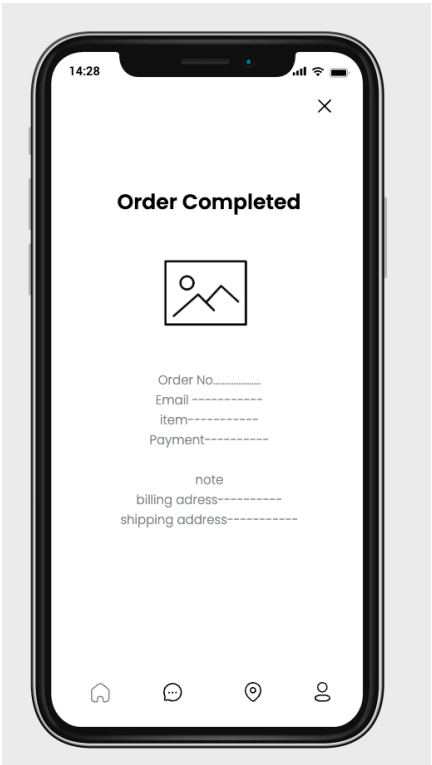 14:28
Order Completed
Order No...................
Email -----------
item-----------
Payment----------
note
billing adress----------
shipping address-----------